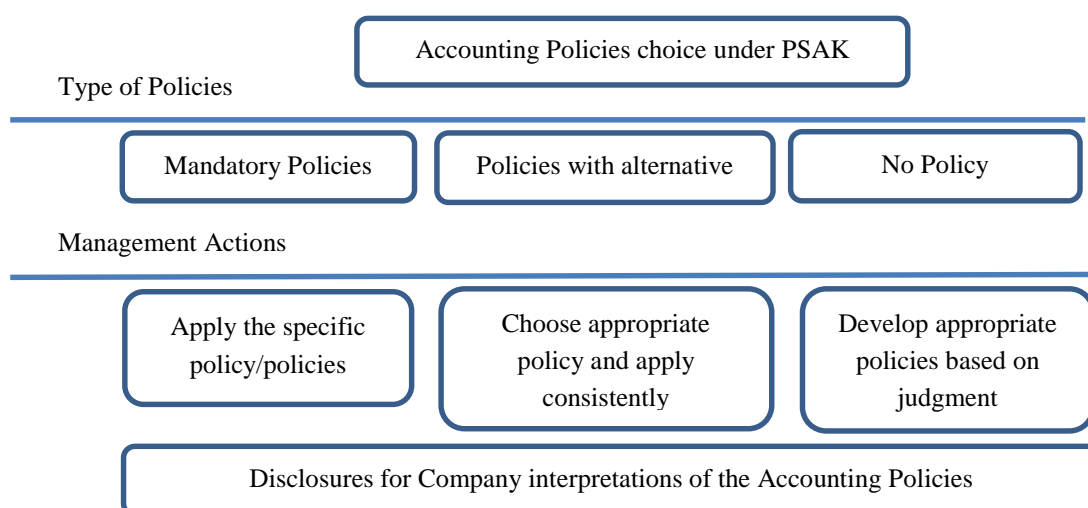 Accounting Policies choice under PSAK
Type of Policies
Mandatory Policies
Policies with alternative
No Policy
Management Actions
Apply the specific
policy/policies
Choose appropriate
policy and apply
consistently
Develop appropriate
policies based on
judgment
Disclosures for Company interpretations of the Accounting Policies